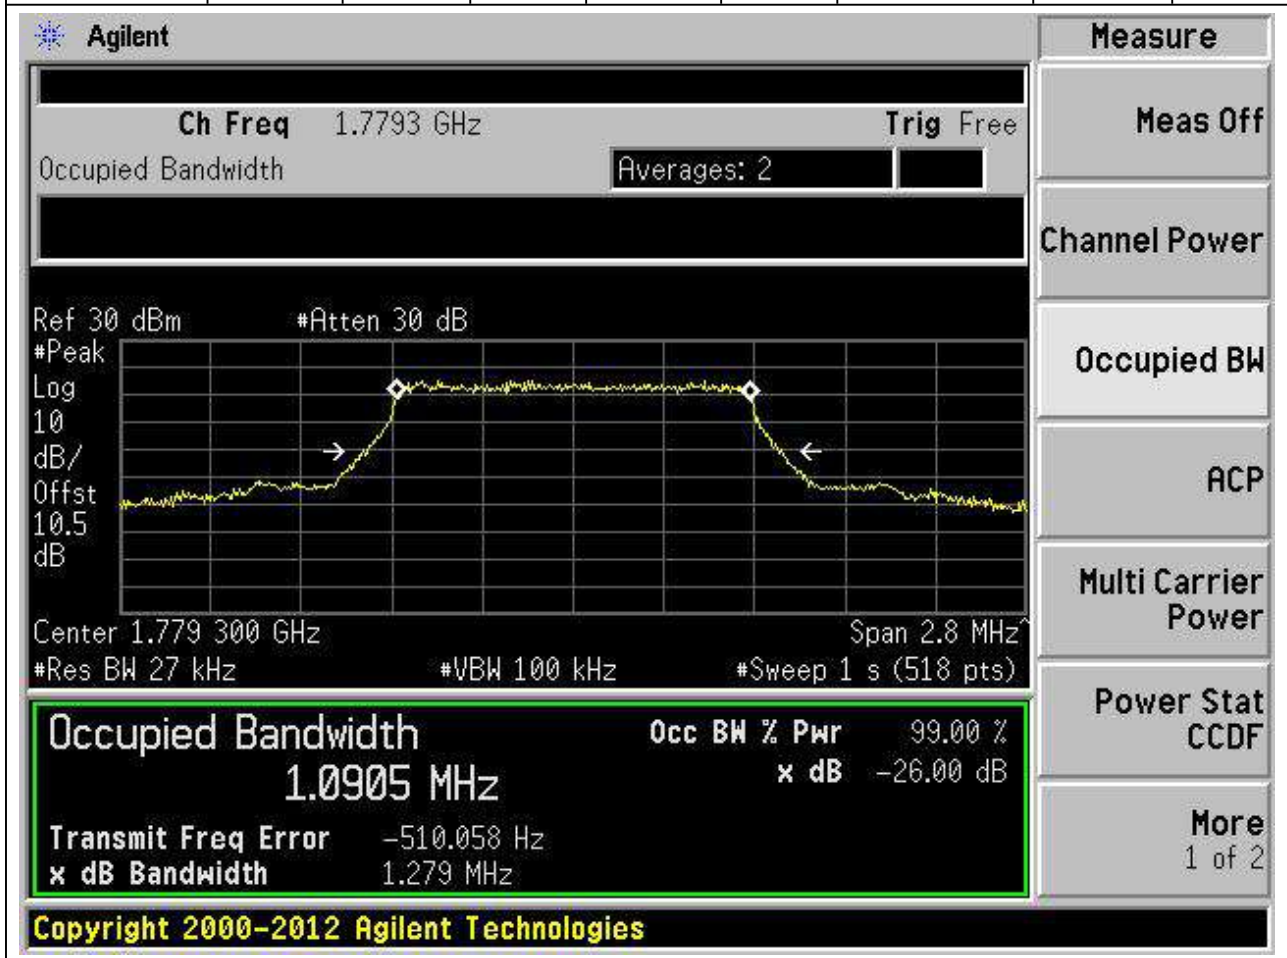 Agilent
Measure
Ch Freq 1.7793 GHz Trig Free
Occupied Bandwidth Averages: 2
Meas Off
Channel Power
Occupied BW
ACP
Multi Carrier
Power
Power Stat
CCDF
More
1 of 2
Ref 30 dBm #Atten 30 dB
#Peak
Log
10
dB/
Offst
10.5
dB
Center 1.779 300 GHz Span 2.8 MHz^
#Res BW 27 kHz #VBW 100 kHz #Sweep 1 s (518 pts)
Occupied Bandwidth Occ BW % Pwr 99.00 %
1.0905 MHz x dB -26.00 dB
Transmit Freq Error -510.058 Hz
x dB Bandwidth 1.279 MHz
Copyright 2000-2012 Agilent Technologies